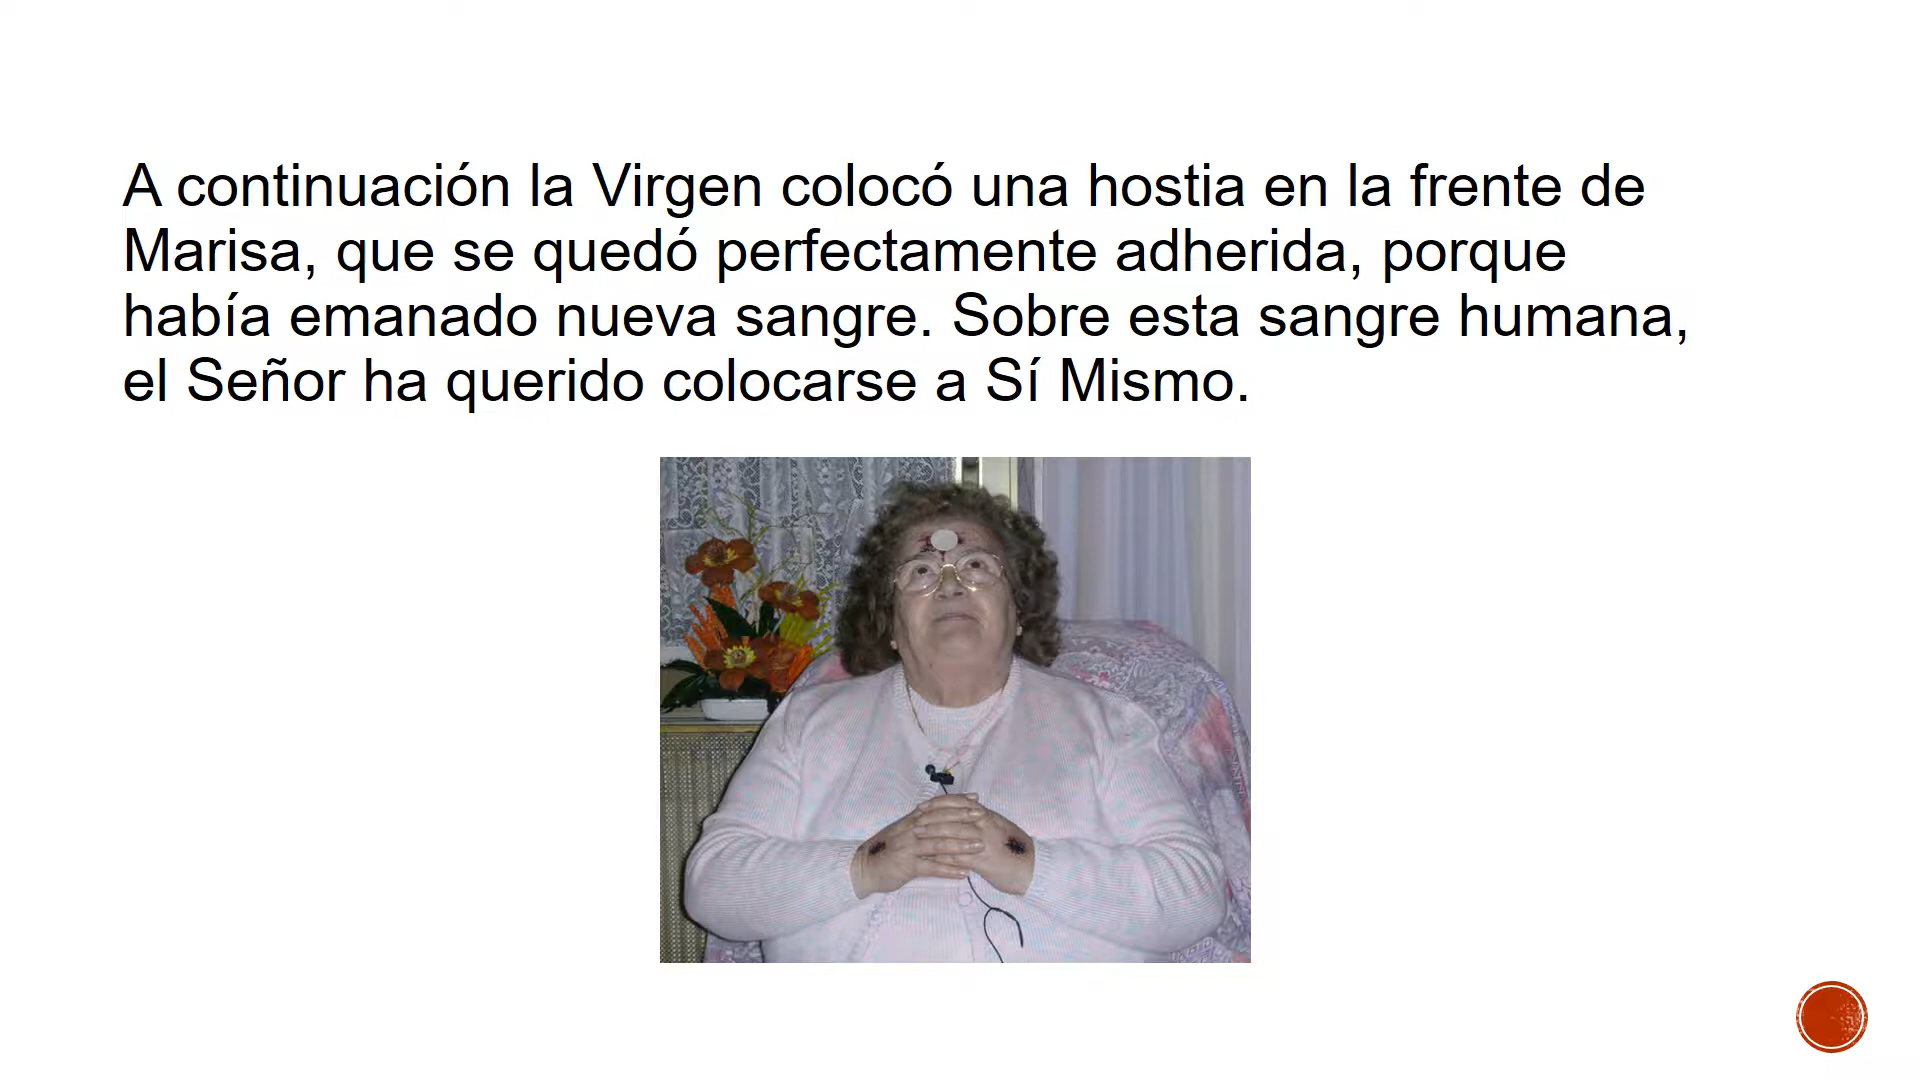 A continuación la Virgen colocó una hostia en la frente de
Marisa, que se quedó perfectamente adherida, porque
había emanado nueva sangre. Sobre esta sangre humana,
el Señor ha querido colocarse a Sí Mismo.